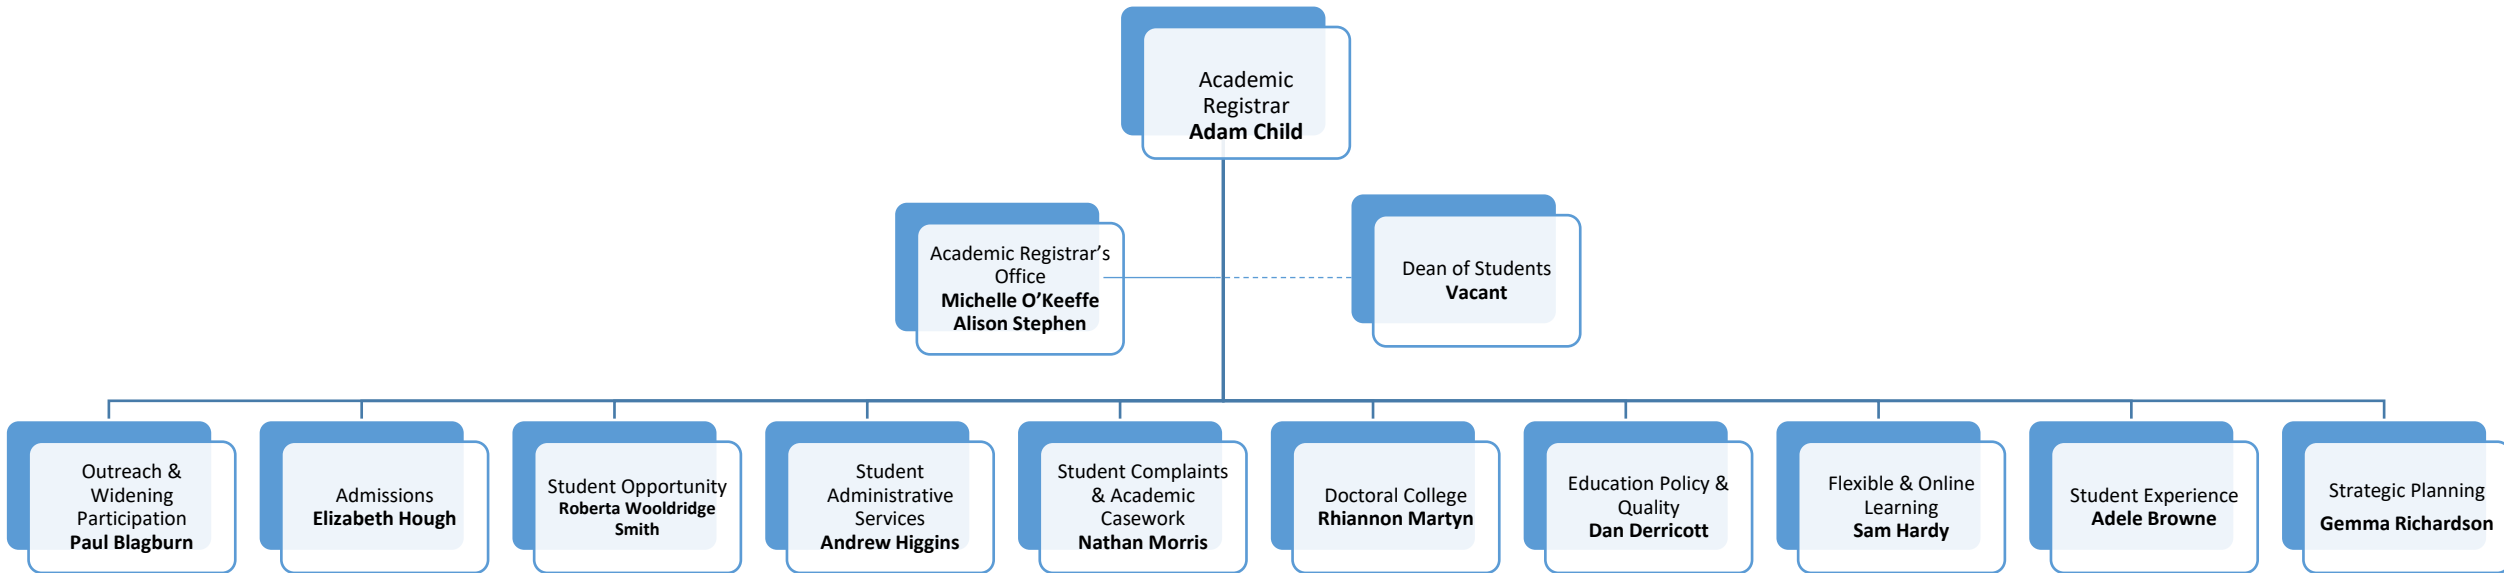 Academic
Registrar
Adam Child
Academic Registrar’s
Office
Michelle O’Keeffe
Alison Stephen
Dean of Students
Vacant
Outreach &
Widening
Participation
Paul Blagburn
Admissions
Elizabeth Hough
Student Opportunity
Roberta Wooldridge
Smith
Student
Administrative
Services
Andrew Higgins
Student Complaints
& Academic
Casework
Nathan Morris
Doctoral College
Rhiannon Martyn
Education Policy &
Quality
Dan Derricott
Flexible & Online
Learning
Sam Hardy
Student Experience
Adele Browne
Strategic Planning
Gemma Richardson